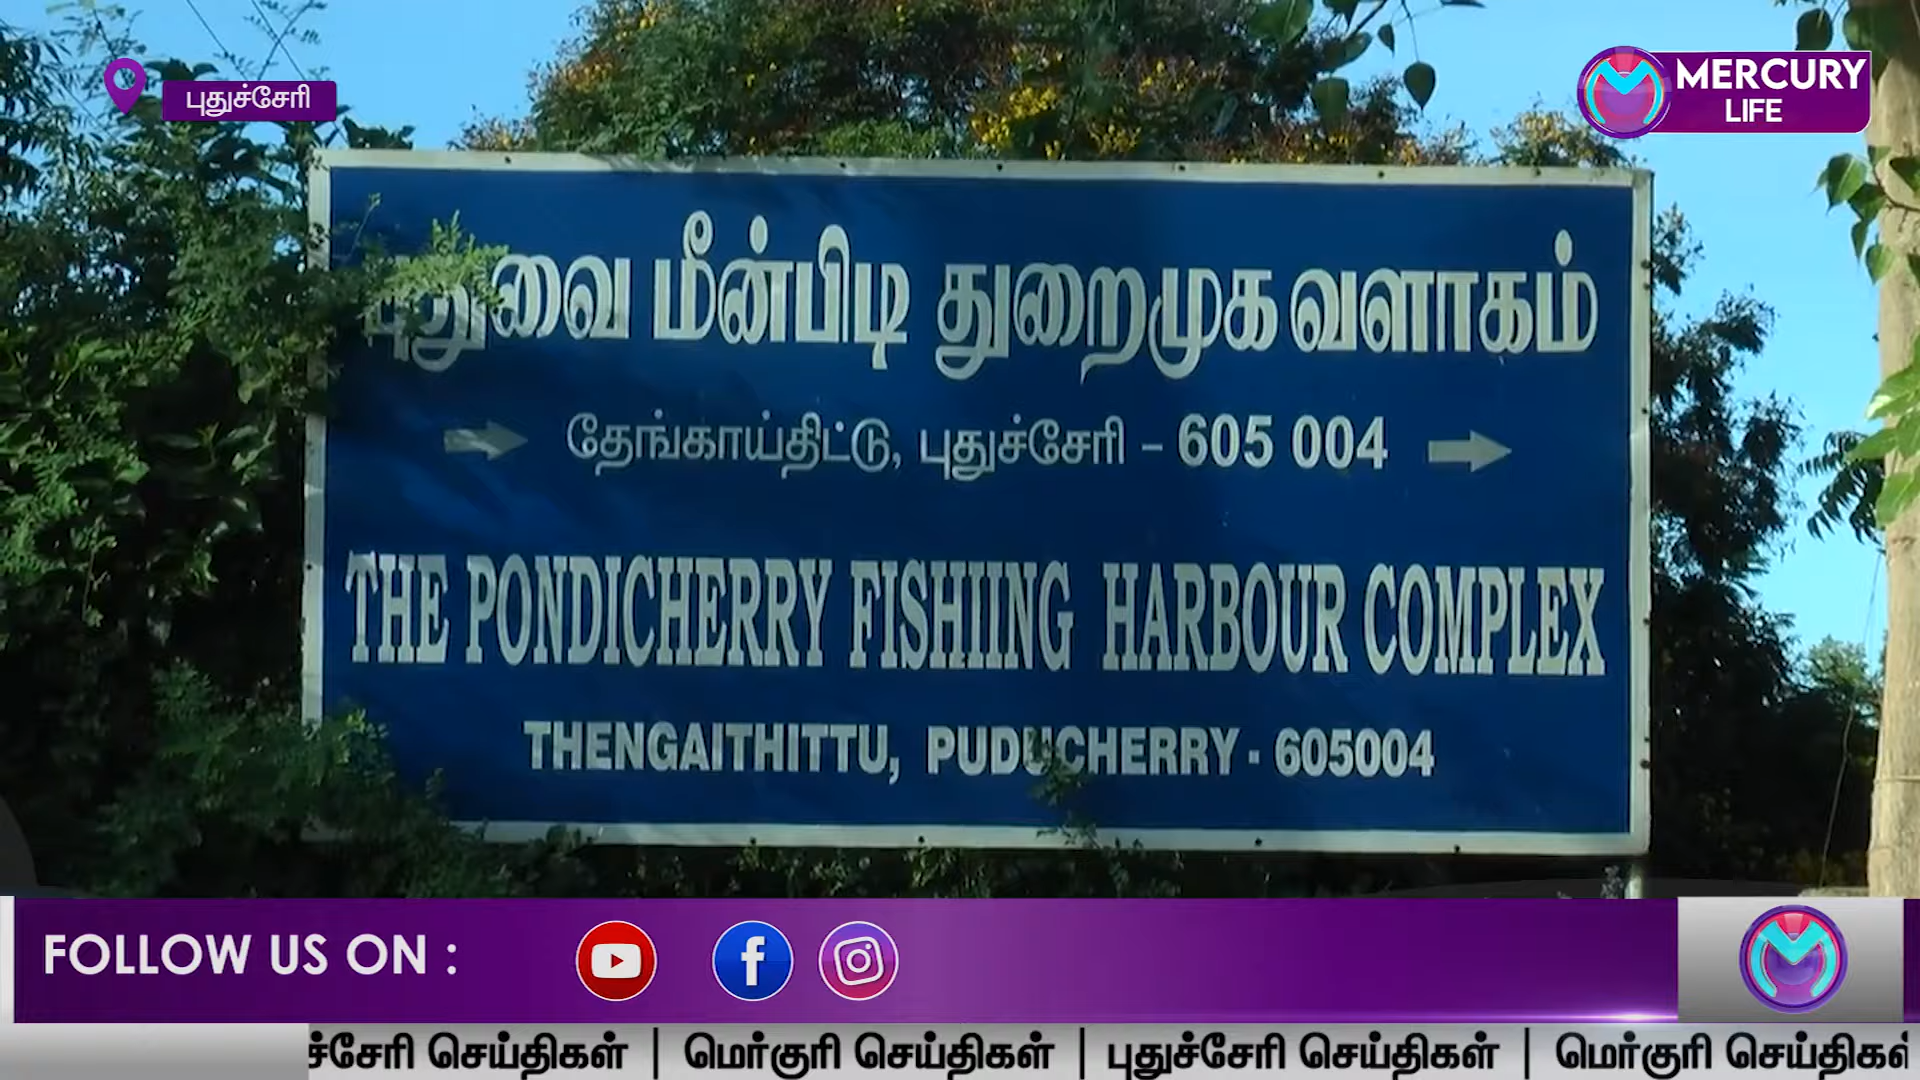 புதுச்சேரி
MERCURY
LIFE
புதுவை மீன்பிடி துறைமுக வளாகம்
தேங்காய்திட்டு, புதுச்சேரி - 605 004
THE PONDICHERRY FISHIING HARBOUR COMPLEX
THENGAITHITTU, PUDUCHERRY - 605004
FOLLOW US ON :
ச்சேரி செய்திகள் | மெர்குரி செய்திகள் | புதுச்சேரி செய்திகள் | மெர்குரி செய்திகள்